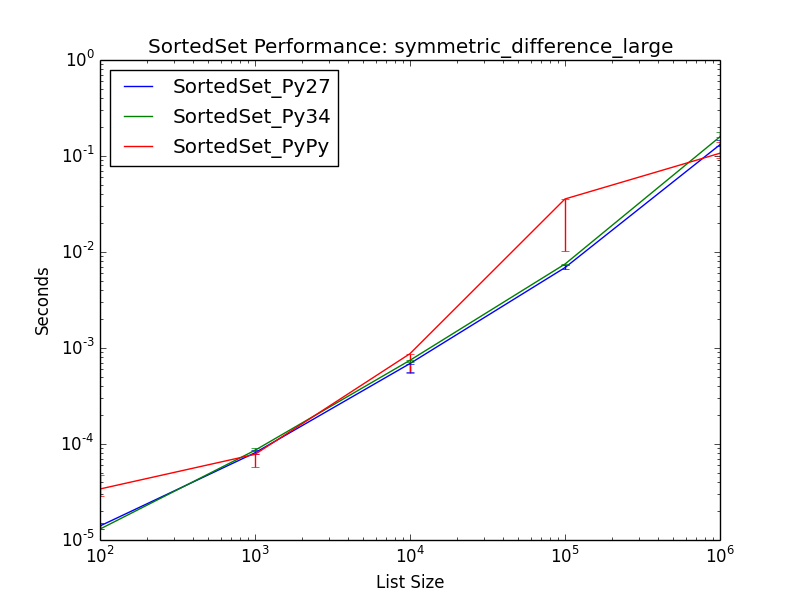 SortedSet Performance: symmetric_difference_large
10^0
SortedSet_Py27
SortedSet_Py34
SortedSet_PyPy
10^-1
10^-2
Seconds
10^-3
10^-4
10^-5
10^2 10^3 10^4 10^5 10^6
List Size